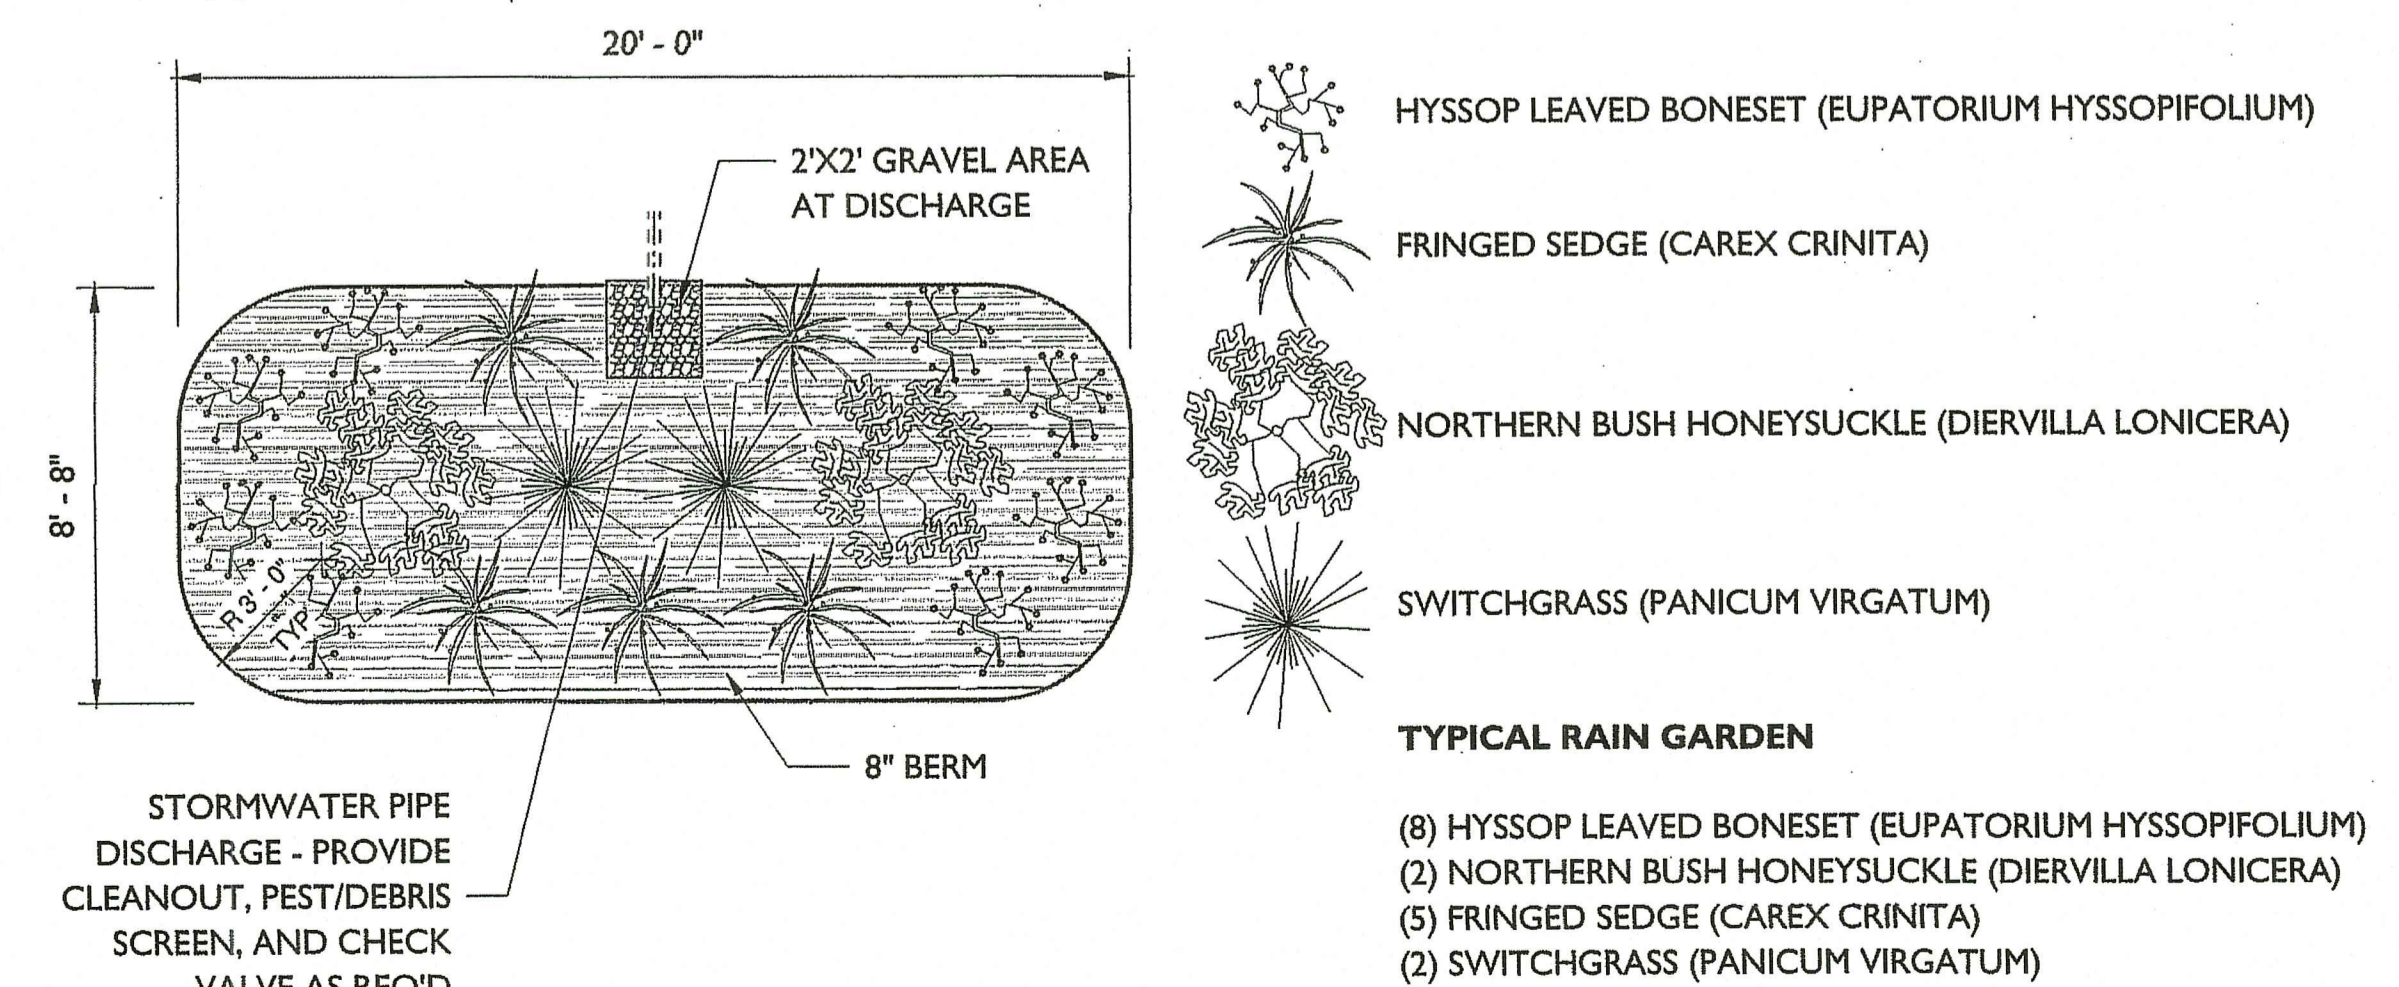 20' - 0"
2'X2' GRAVEL AREA
AT DISCHARGE
8' - 8"
R 3' - 0"
TYP
8" BERM
STORMWATER PIPE
DISCHARGE - PROVIDE
CLEANOUT, PEST/DEBRIS
SCREEN, AND CHECK
VALVE AS REQ'D
HYSSOP LEAVED BONESET (EUPATORIUM HYSSOPIFOLIUM)
FRINGED SEDGE (CAREX CRINITA)
NORTHERN BUSH HONEYSUCKLE (DIERVILLA LONICERA)
SWITCHGRASS (PANICUM VIRGATUM)
TYPICAL RAIN GARDEN
(8) HYSSOP LEAVED BONESET (EUPATORIUM HYSSOPIFOLIUM)
(2) NORTHERN BUSH HONEYSUCKLE (DIERVILLA LONICERA)
(5) FRINGED SEDGE (CAREX CRINITA)
(2) SWITCHGRASS (PANICUM VIRGATUM)